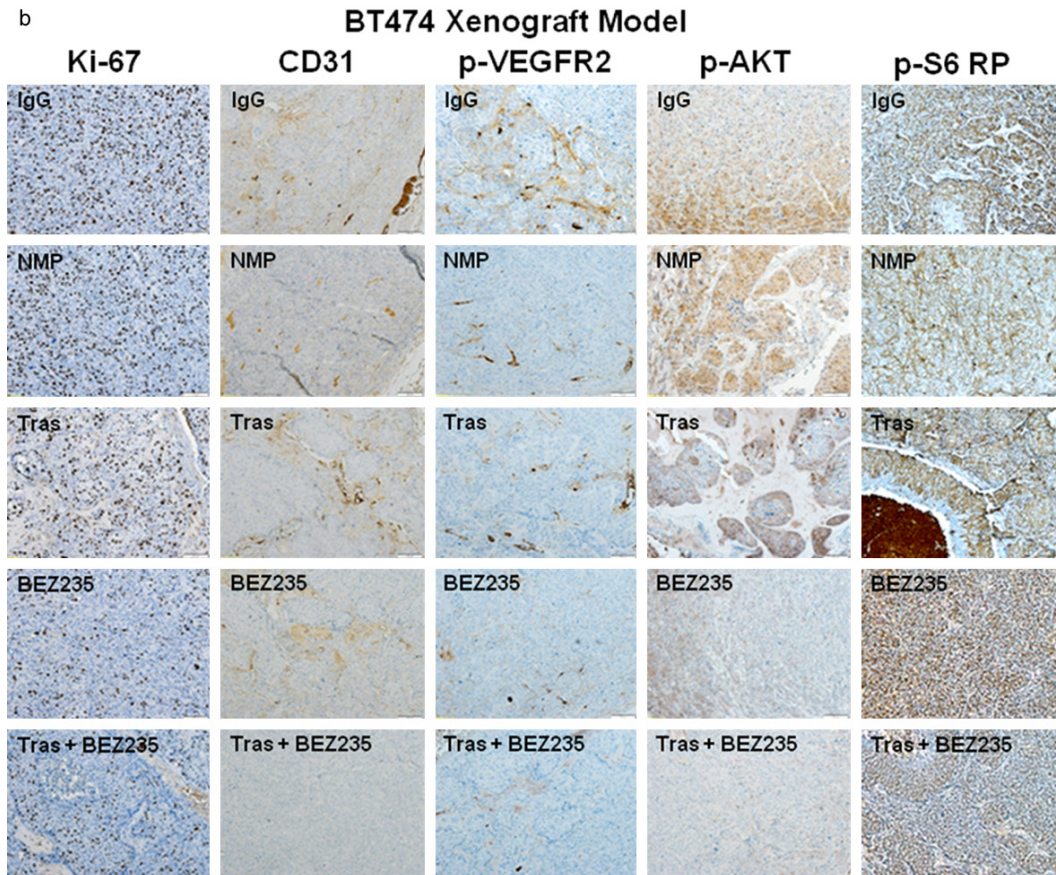 b
BT474 Xenograft Model
Ki-67 CD31 p-VEGFR2 p-AKT p-S6 RP
IgG IgG IgG IgG IgG
NMP NMP NMP NMP NMP
Tras Tras Tras Tras Tras
BEZ235 BEZ235 BEZ235 BEZ235 BEZ235
Tras + BEZ235 Tras + BEZ235 Tras + BEZ235 Tras + BEZ235 Tras + BEZ235